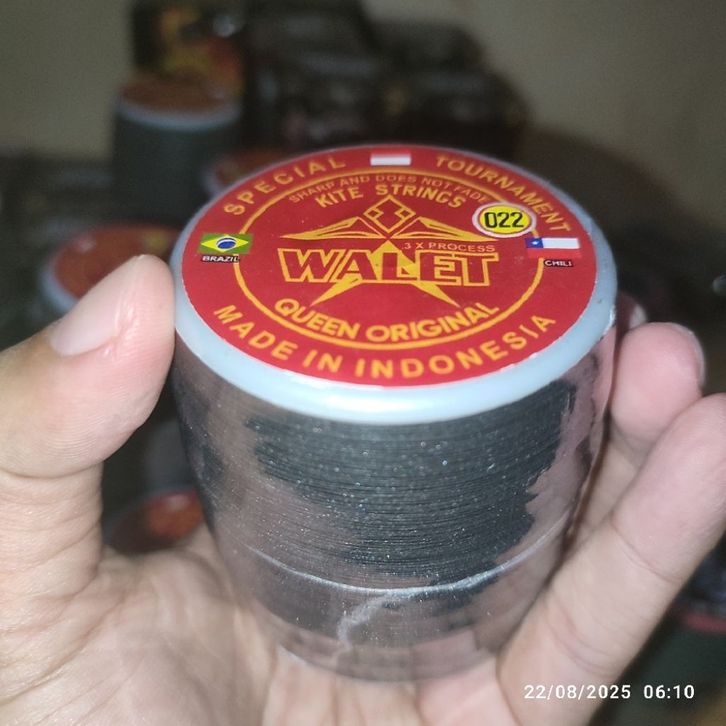 SPECIAL TOURNAMENT
SHARP AND DOES NOT FADE
KITE STRINGS
022
BRAZIL
CHILI
.3 X PROCESS
WALET
QUEEN ORIGINAL
MADE IN INDONESIA
22/08/2025 06:10